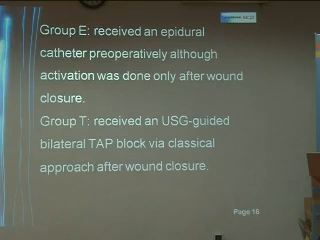 Group E: received an epidural
catheter preoperatively although
activation was done only after wound
closure.
Group T: received an USG-guided
bilateral TAP block via classical
approach after wound closure.
Page 16